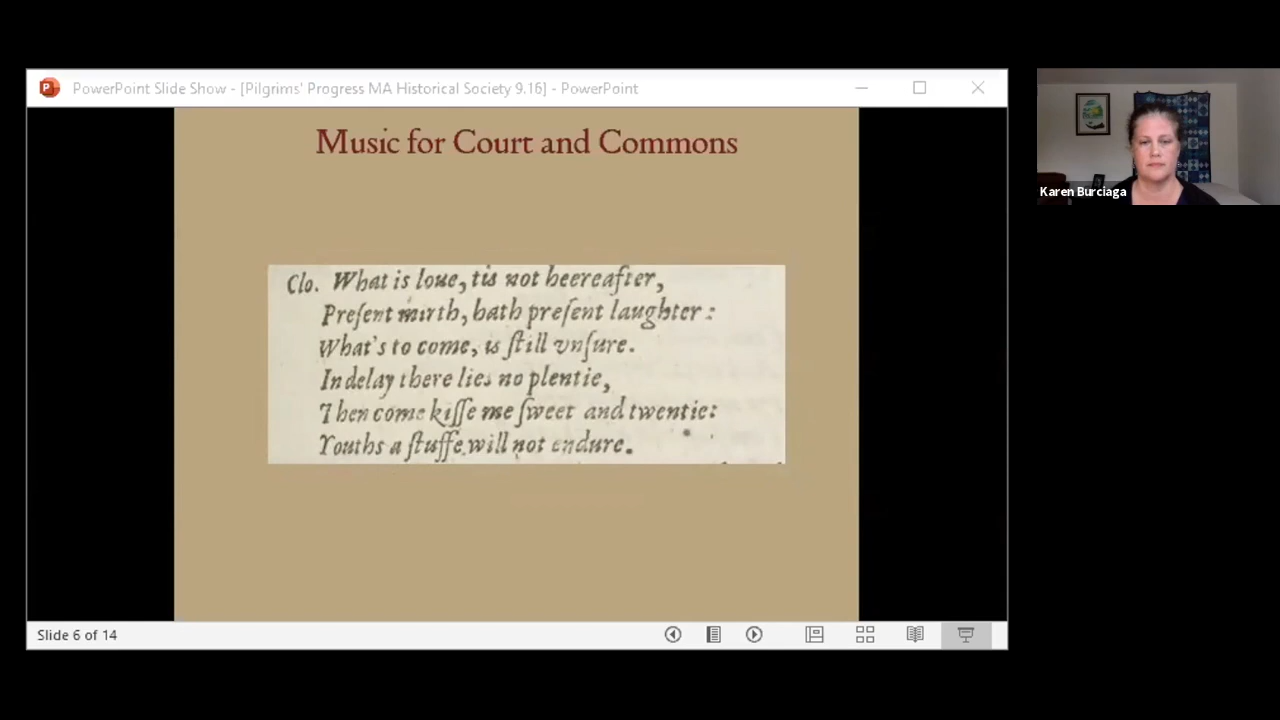 PowerPoint Slide Show - [Pilgrims' Progress MA Historical Society 9.16] - PowerPoint
Music for Court and Commons
Clo. What is loue, tis not heereafter,
Preſent mirth, hath preſent laughter:
What's to come, is ſtill vnſure.
In delay there lies no plentie,
Then come kiſſe me ſweet and twentie:
Youths a ſtuffe will not endure.
Slide 6 of 14
Karen Burciaga